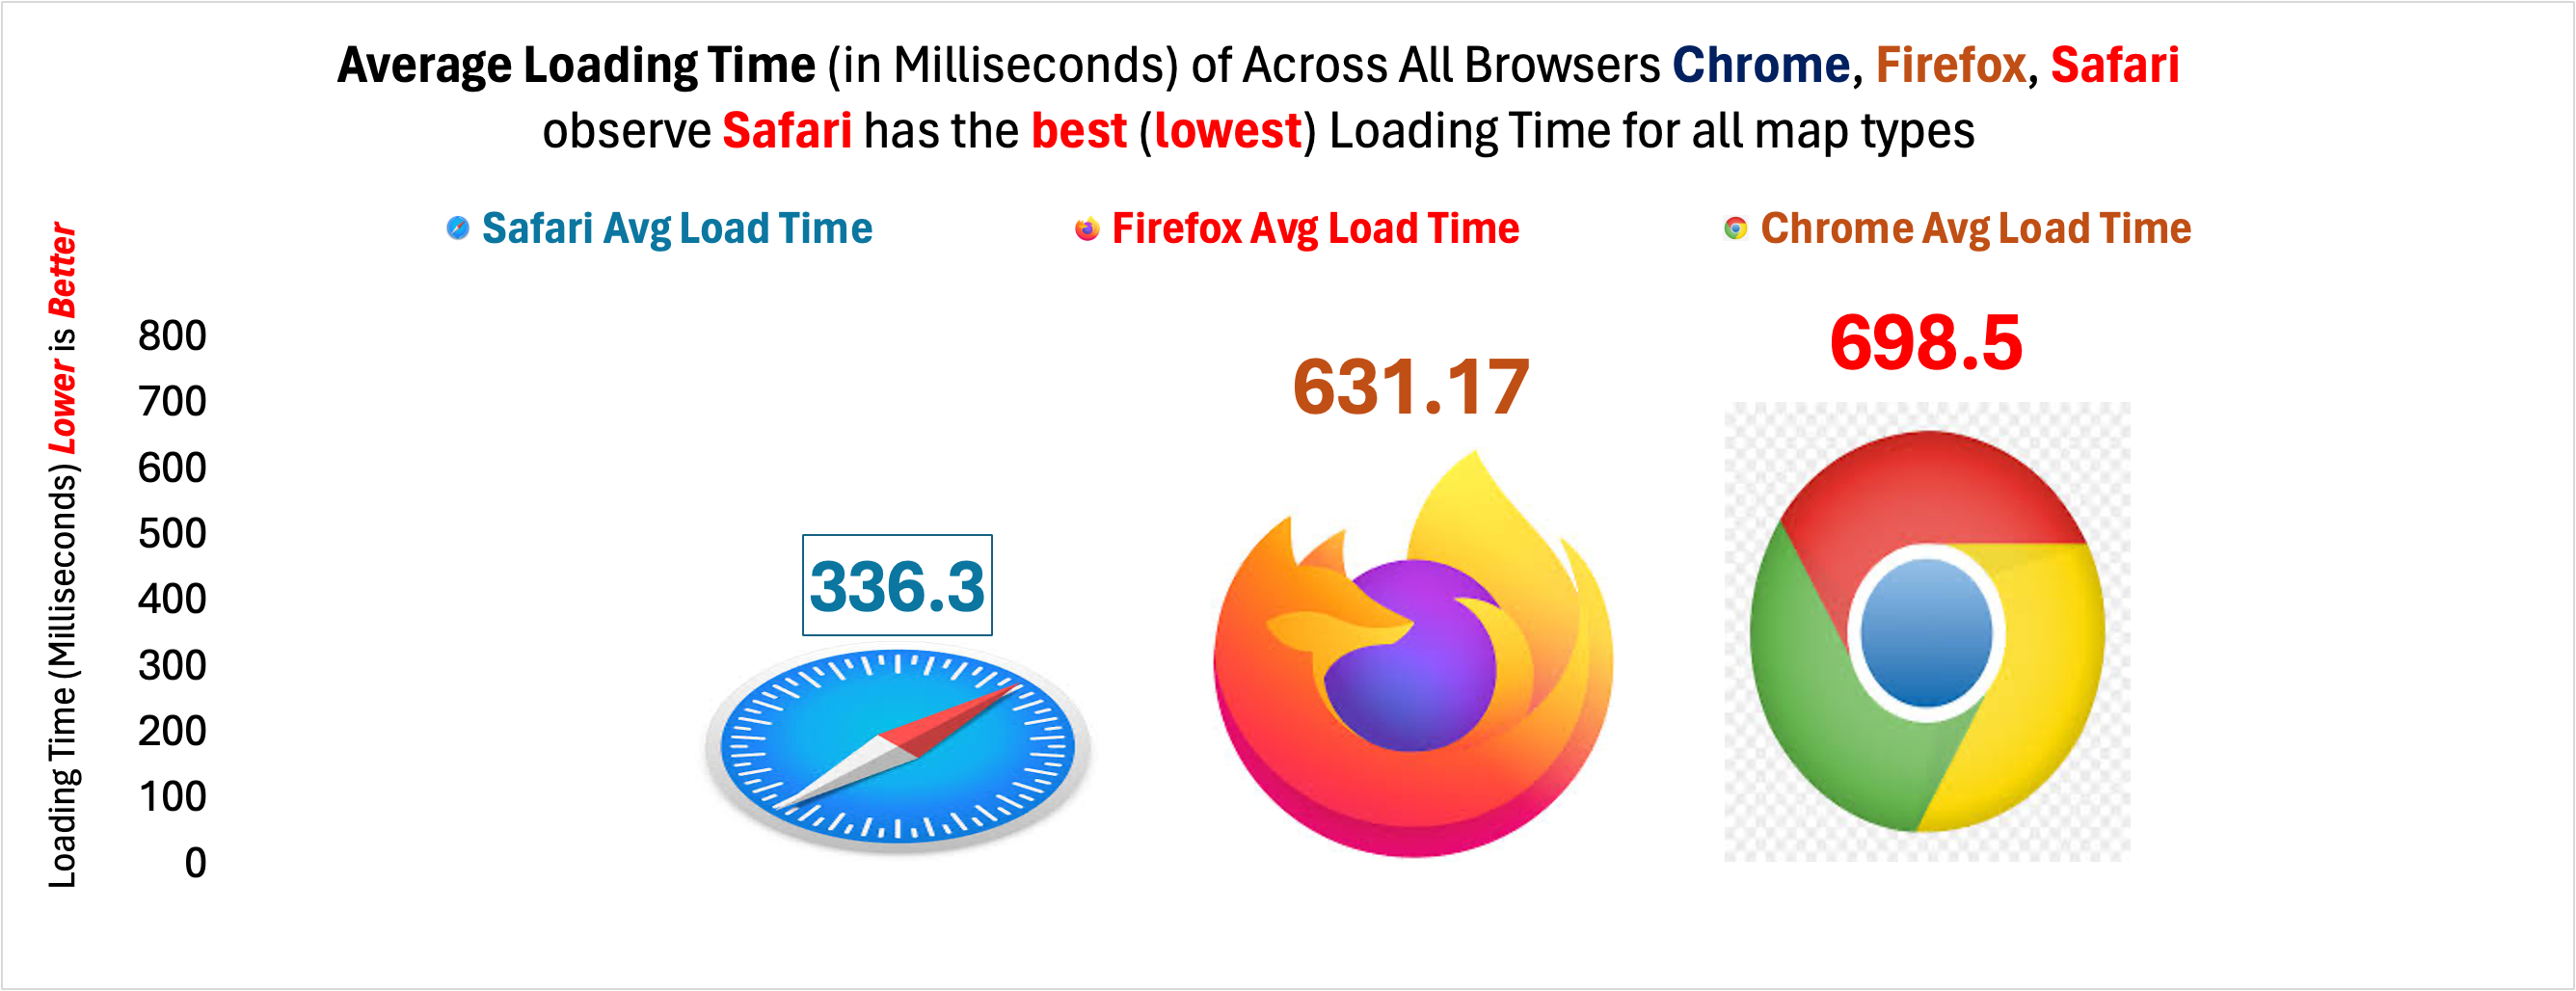 Average Loading Time (in Milliseconds) of Across All Browsers Chrome, Firefox, Safari
observe Safari has the best (lowest) Loading Time for all map types
Safari Avg Load Time
Firefox Avg Load Time
Chrome Avg Load Time
Loading Time (Milliseconds) Lower is Better
800
700
600
500
400
300
200
100
0
336.3
631.17
698.5